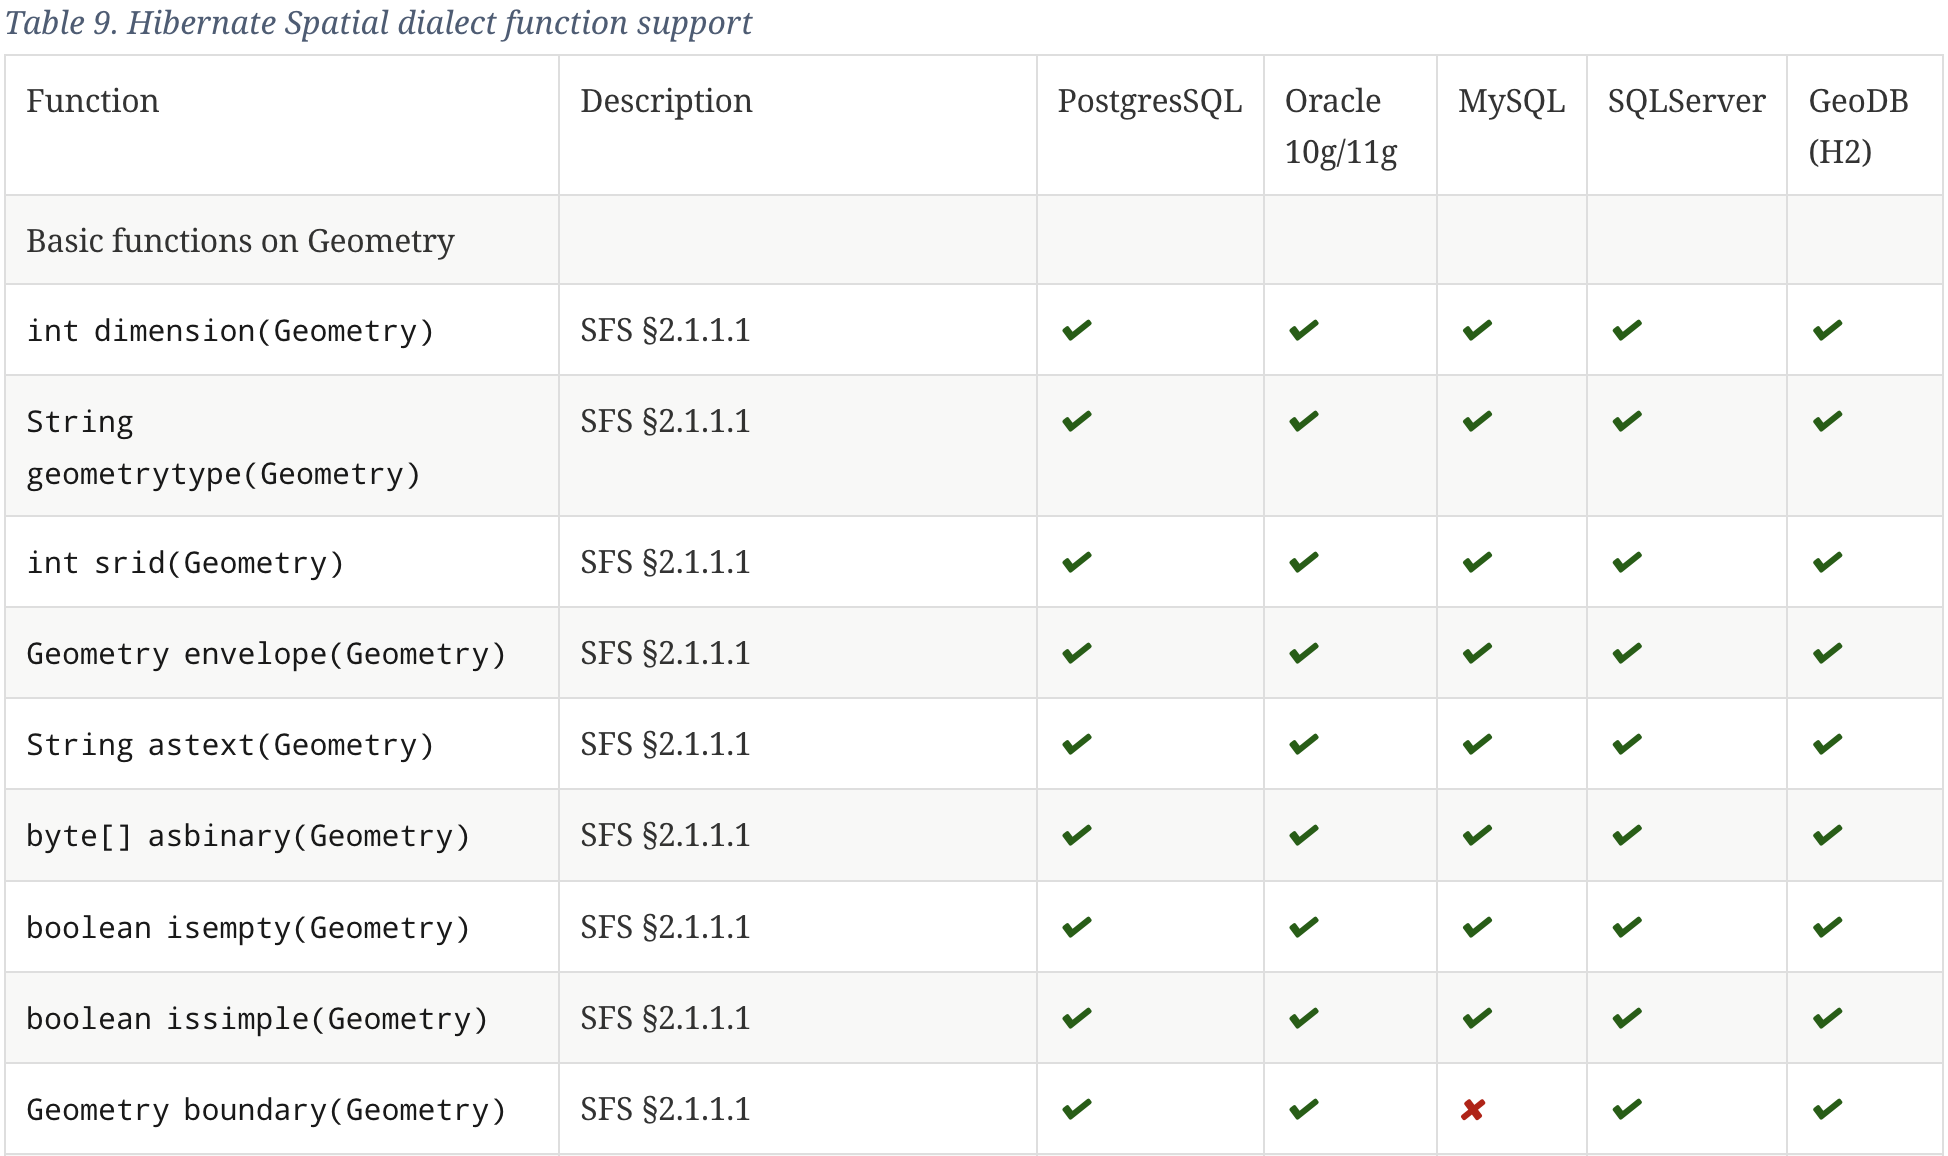 Table 9. Hibernate Spatial dialect function support
Function Description PostgresSQL Oracle 10g/11g MySQL SQLServer GeoDB (H2)
Basic functions on Geometry
int dimension(Geometry) SFS §2.1.1.1 ✔ ✔ ✔ ✔ ✔
String geometrytype(Geometry) SFS §2.1.1.1 ✔ ✔ ✔ ✔ ✔
int srid(Geometry) SFS §2.1.1.1 ✔ ✔ ✔ ✔ ✔
Geometry envelope(Geometry) SFS §2.1.1.1 ✔ ✔ ✔ ✔ ✔
String astext(Geometry) SFS §2.1.1.1 ✔ ✔ ✔ ✔ ✔
byte[] asbinary(Geometry) SFS §2.1.1.1 ✔ ✔ ✔ ✔ ✔
boolean isempty(Geometry) SFS §2.1.1.1 ✔ ✔ ✔ ✔ ✔
boolean issimple(Geometry) SFS §2.1.1.1 ✔ ✔ ✔ ✔ ✔
Geometry boundary(Geometry) SFS §2.1.1.1 ✔ ✔ ✘ ✔ ✔